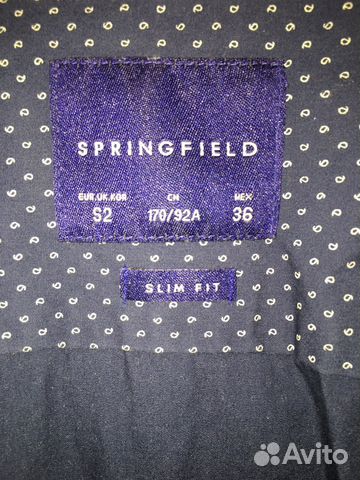 SPRINGFIELD
EUR.UK.KOR CN MEX
S2 170/92A 36
SLIM FIT
Avito